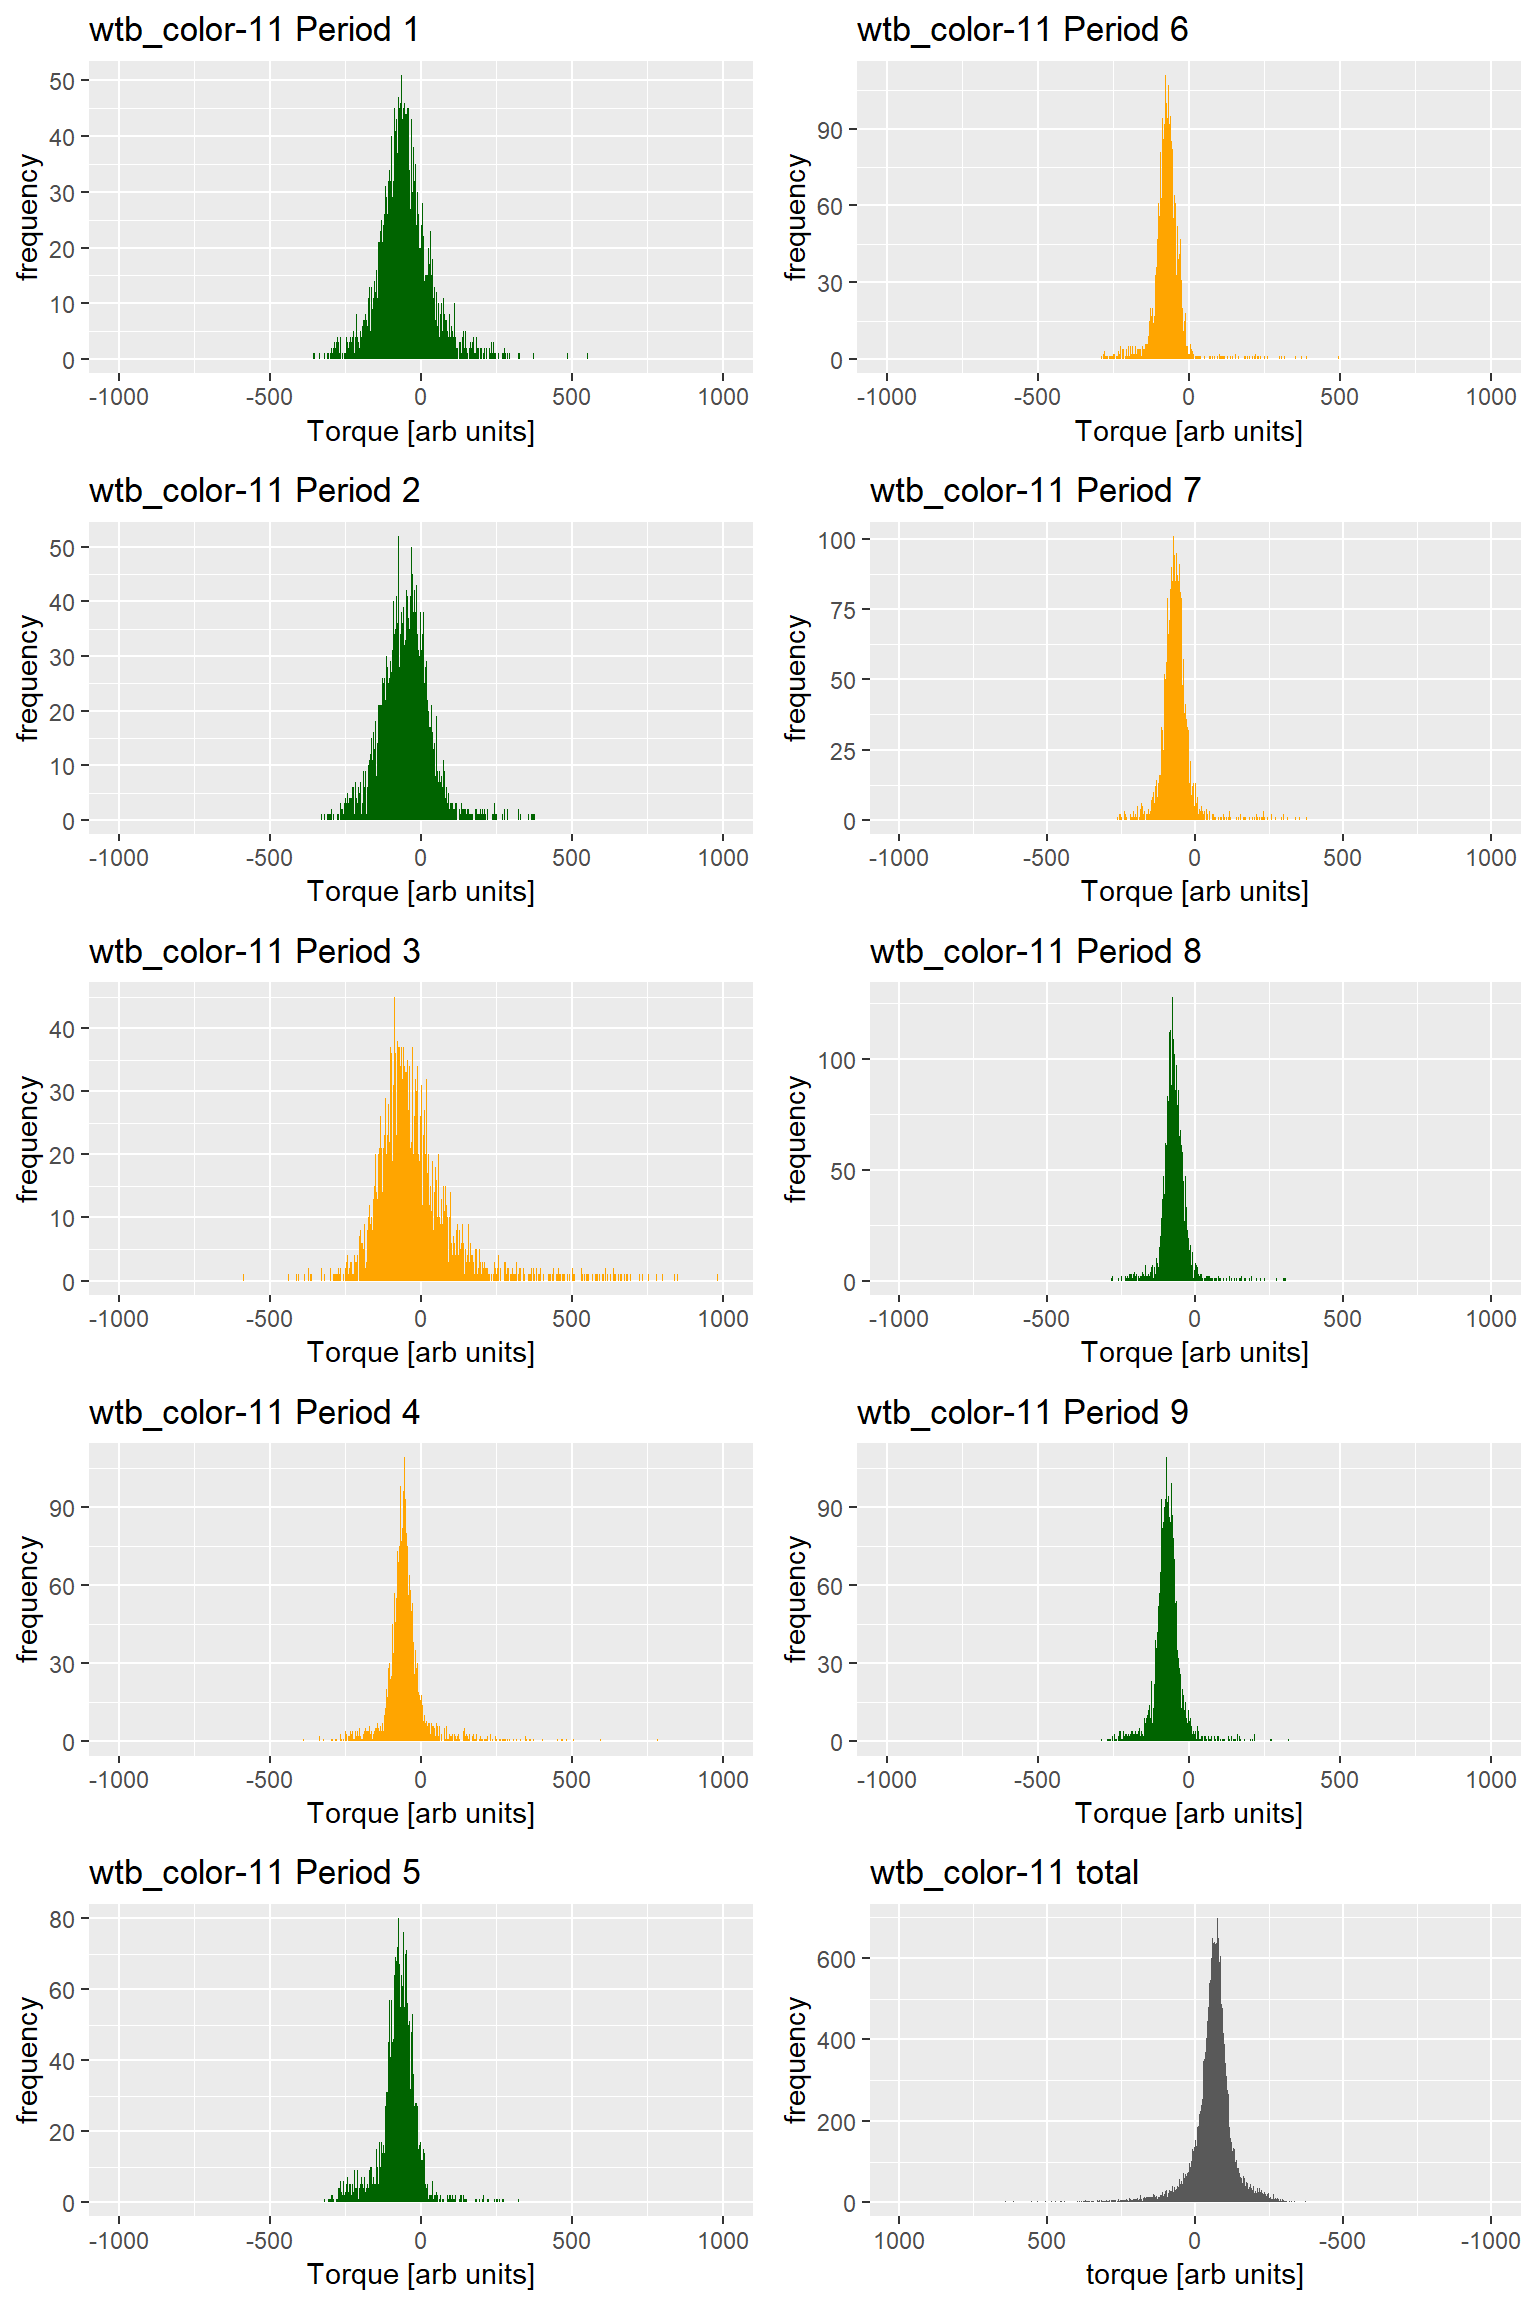 wtb_color-11 Period 1
frequency
50
40
30
20
10
0
-1000 -500 0 500 1000
Torque [arb units]
wtb_color-11 Period 6
frequency
90
60
30
0
-1000 -500 0 500 1000
Torque [arb units]
wtb_color-11 Period 2
frequency
50
40
30
20
10
0
-1000 -500 0 500 1000
Torque [arb units]
wtb_color-11 Period 7
frequency
100
75
50
25
0
-1000 -500 0 500 1000
Torque [arb units]
wtb_color-11 Period 3
frequency
40
30
20
10
0
-1000 -500 0 500 1000
Torque [arb units]
wtb_color-11 Period 8
frequency
100
50
0
-1000 -500 0 500 1000
Torque [arb units]
wtb_color-11 Period 4
frequency
90
60
30
0
-1000 -500 0 500 1000
Torque [arb units]
wtb_color-11 Period 9
frequency
90
60
30
0
-1000 -500 0 500 1000
Torque [arb units]
wtb_color-11 Period 5
frequency
80
60
40
20
0
-1000 -500 0 500 1000
Torque [arb units]
wtb_color-11 total
frequency
600
400
200
0
1000 500 0 -500 -1000
torque [arb units]